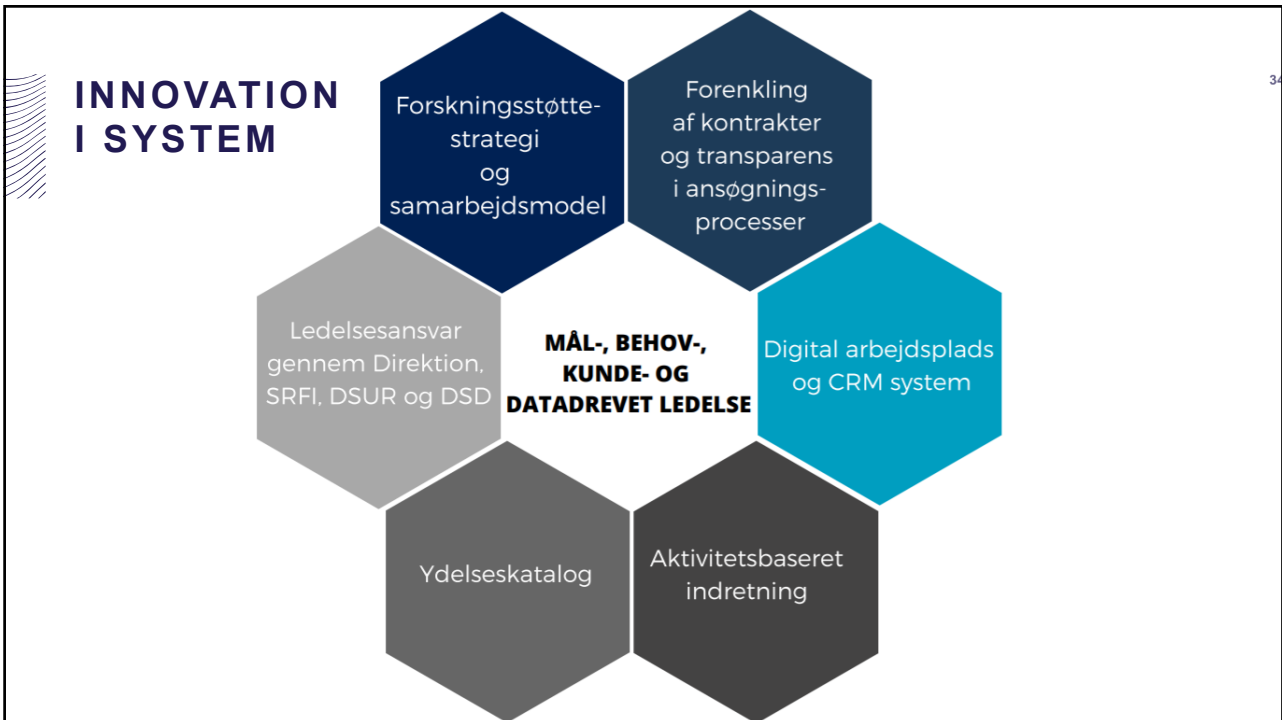 INNOVATION
I SYSTEM
34
Forskningsstøtte-
strategi
og
samarbejdsmodel
Forenkling
af kontrakter
og transparens
i ansøgnings-
processer
Ledelsesansvar
gennem Direktion,
SRFI, DSUR og DSD
MÅL-, BEHOV-,
KUNDE- OG
DATADREVET LEDELSE
Digital arbejdsplads
og CRM system
Ydelseskatalog
Aktivitetsbaseret
indretning